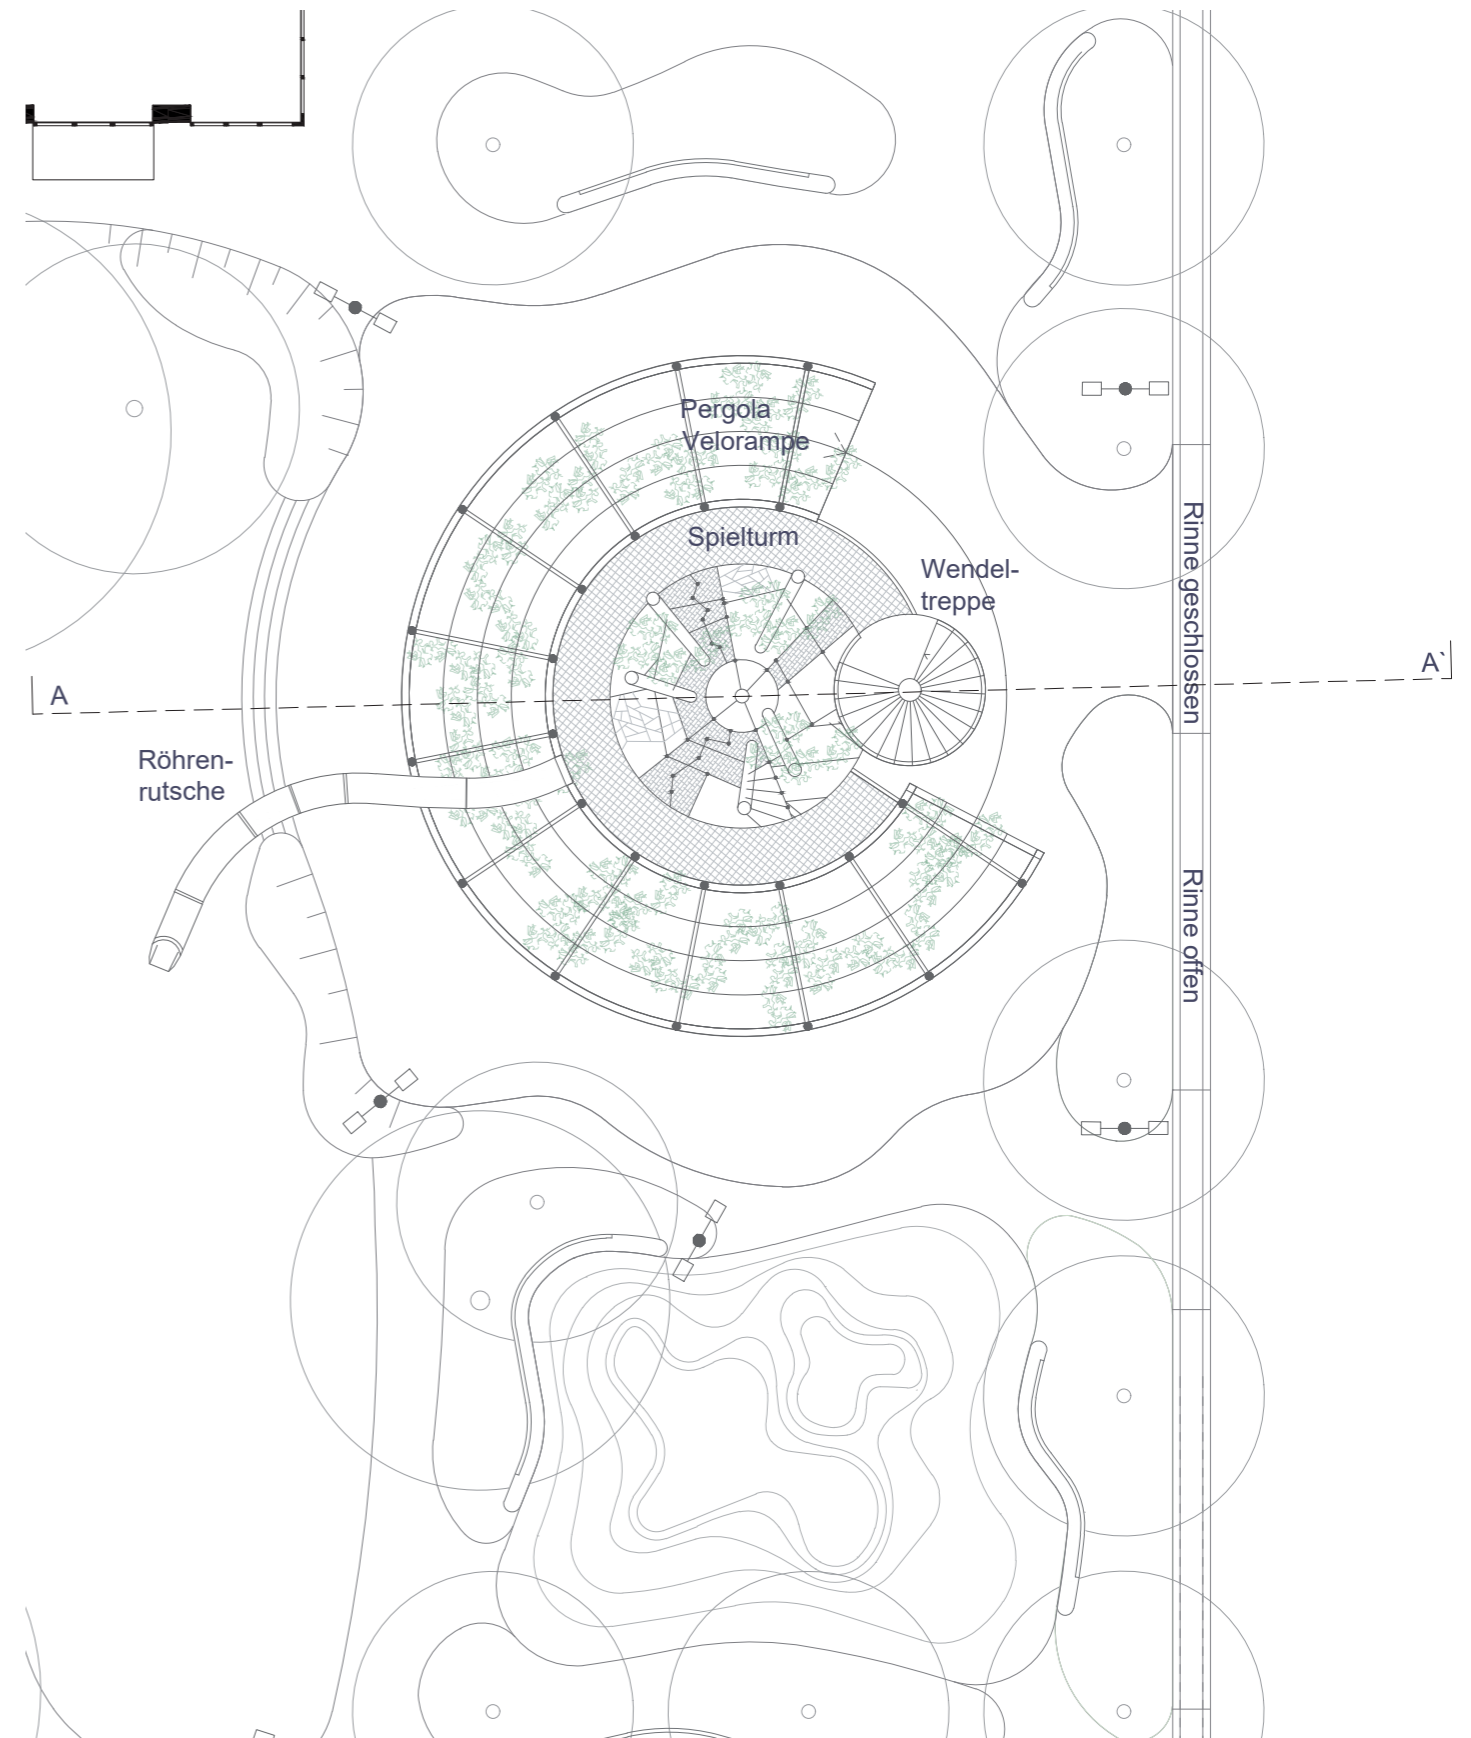 Pergola
Velorampe
Spielturm
Wendel-
treppe
Rinne geschlossen
A`
A
Röhren-
rutsche
Rinne offen